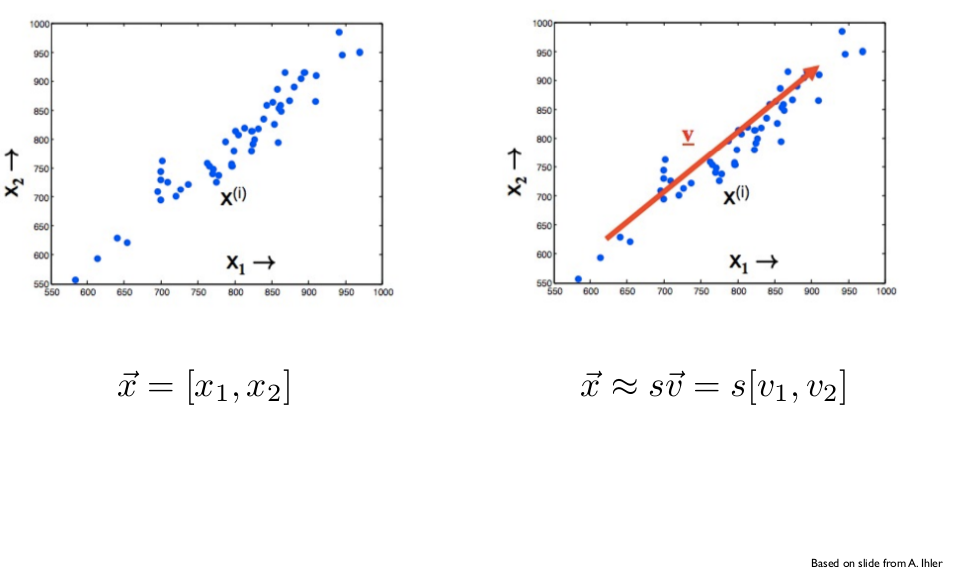 1000
950
900
850
800
750
700
650
600
550
X₂ →
x⁽ⁱ⁾
X₁ →
550 600 650 700 750 800 850 900 950 1000
1000
950
900
850
800
750
700
650
600
550
X₂ →
v
x⁽ⁱ⁾
X₁ →
550 600 650 700 750 800 850 900 950 1000
x⃗ = [x₁, x₂]
x⃗ ≈ sv⃗ = s[v₁, v₂]
Based on slide from A. Ihler